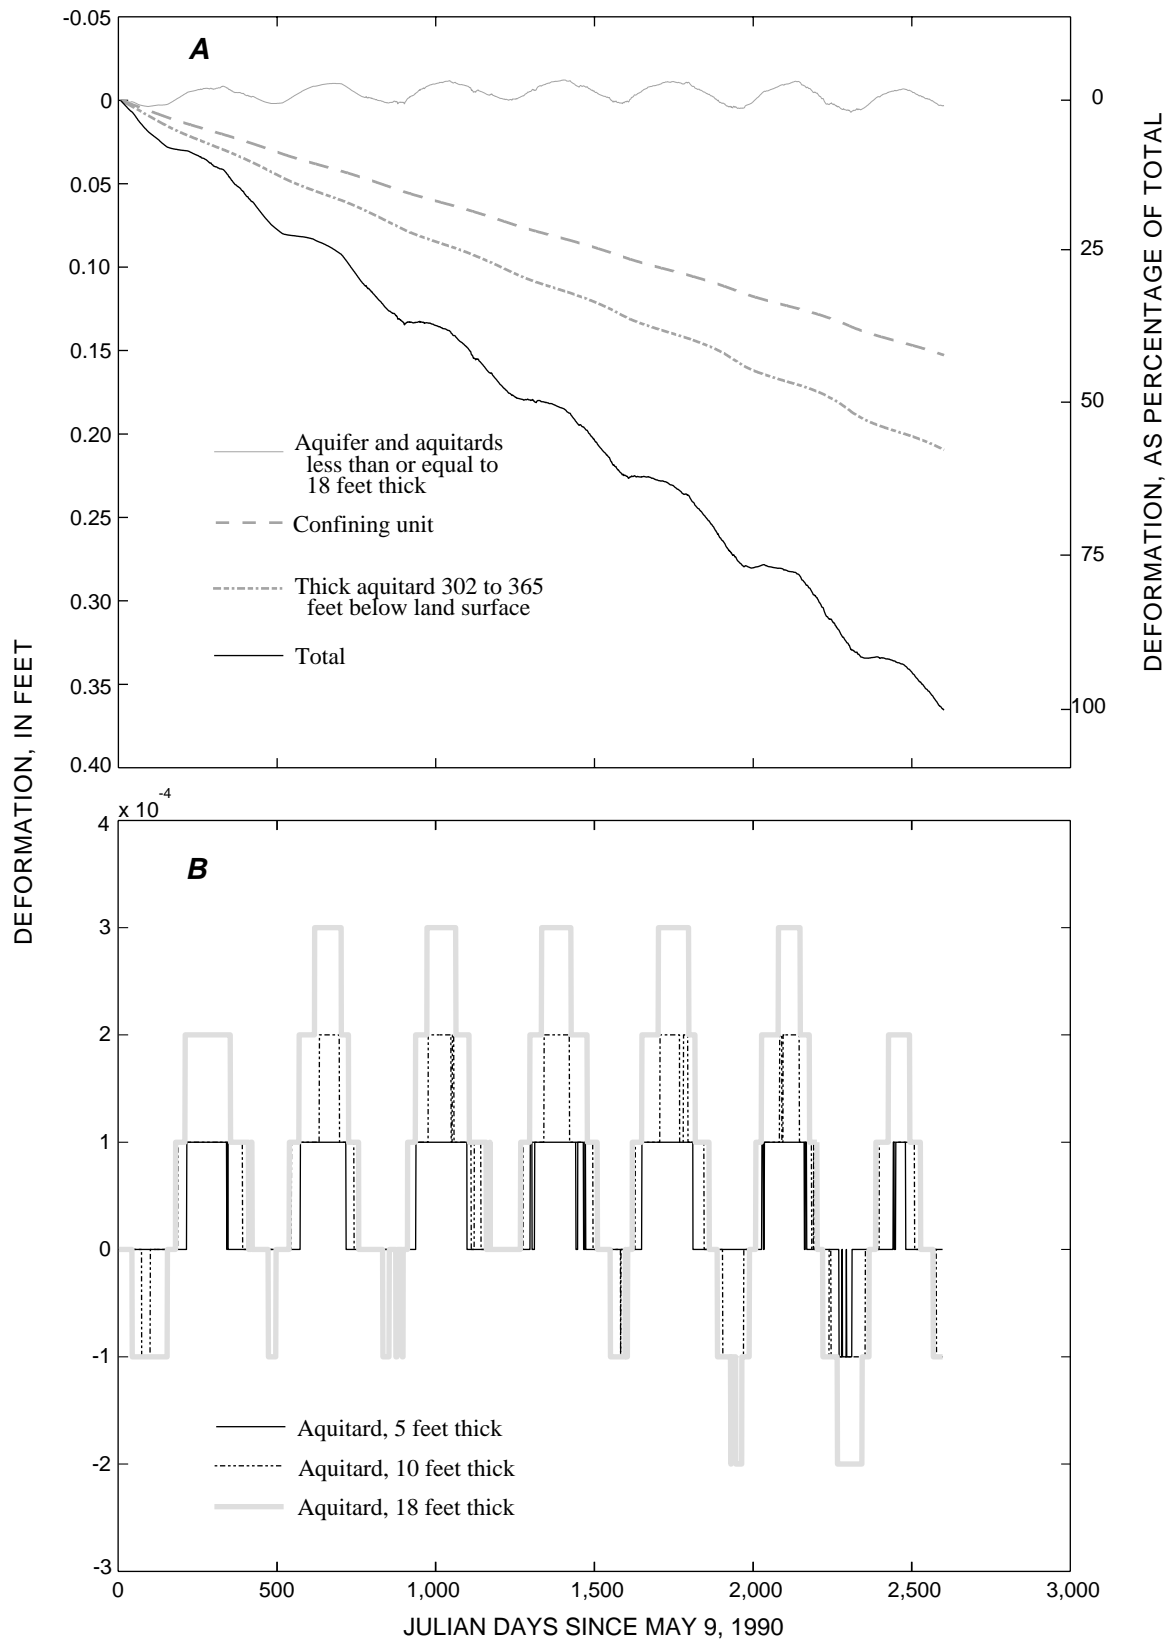 -0.05
0
0.05
0.10
0.15
0.20
0.25
0.30
0.35
0.40
A
Aquifer and aquitards
less than or equal to
18 feet thick
Confining unit
Thick aquitard 302 to 365
feet below land surface
Total
0
25
50
75
100
DEFORMATION, AS PERCENTAGE OF TOTAL
DEFORMATION, IN FEET
x 10-4
4
3
2
1
0
-1
-2
-3
B
Aquitard, 5 feet thick
Aquitard, 10 feet thick
Aquitard, 18 feet thick
0 500 1,000 1,500 2,000 2,500 3,000
JULIAN DAYS SINCE MAY 9, 1990